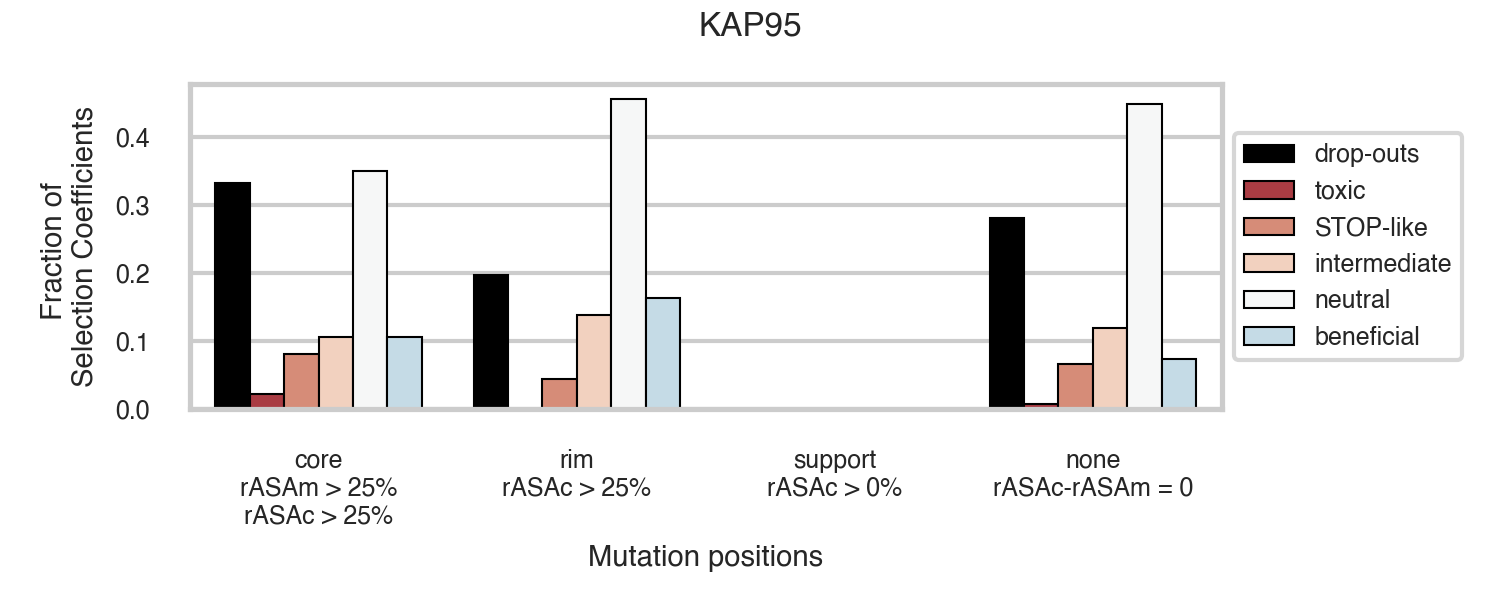 KAP95
Fraction of
Selection Coefficients
0.4
0.3
0.2
0.1
0.0
drop-outs
toxic
STOP-like
intermediate
neutral
beneficial
core
rASAm > 25%
rASAc > 25%
rim
rASAc > 25%
support
rASAc > 0%
none
rASAc-rASAm = 0
Mutation positions